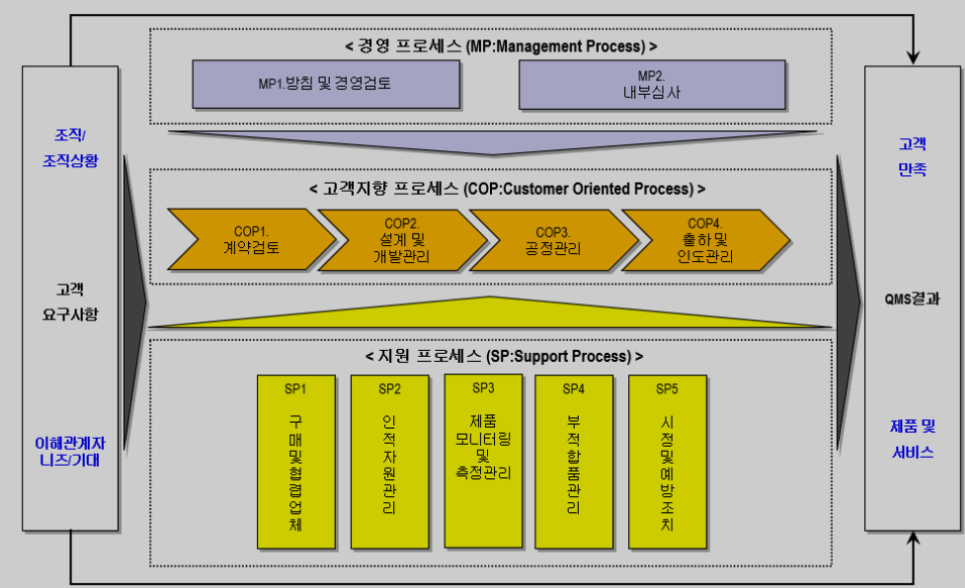 < 경영 프로세스 (MP:Management Process) >
MP1.방침 및 경영검토
MP2.
내부심사
조직/
조직상황
고객
요구사항
이해관계자
니즈/기대
< 고객지향 프로세스 (COP:Customer Oriented Process) >
COP1.
계약검토
COP2.
설계 및
개발관리
COP3.
공정관리
COP4.
출하 및
인도관리
< 지원 프로세스 (SP:Support Process) >
SP1
구
매
및
협
렵
업
체
SP2
인
적
자
원
관
리
SP3
제품
모니터링
및
측정관리
SP4
부
적
합
품
관
리
SP5
시
정
및
예
방
조
치
고객
만족
QMS결과
제품 및
서비스